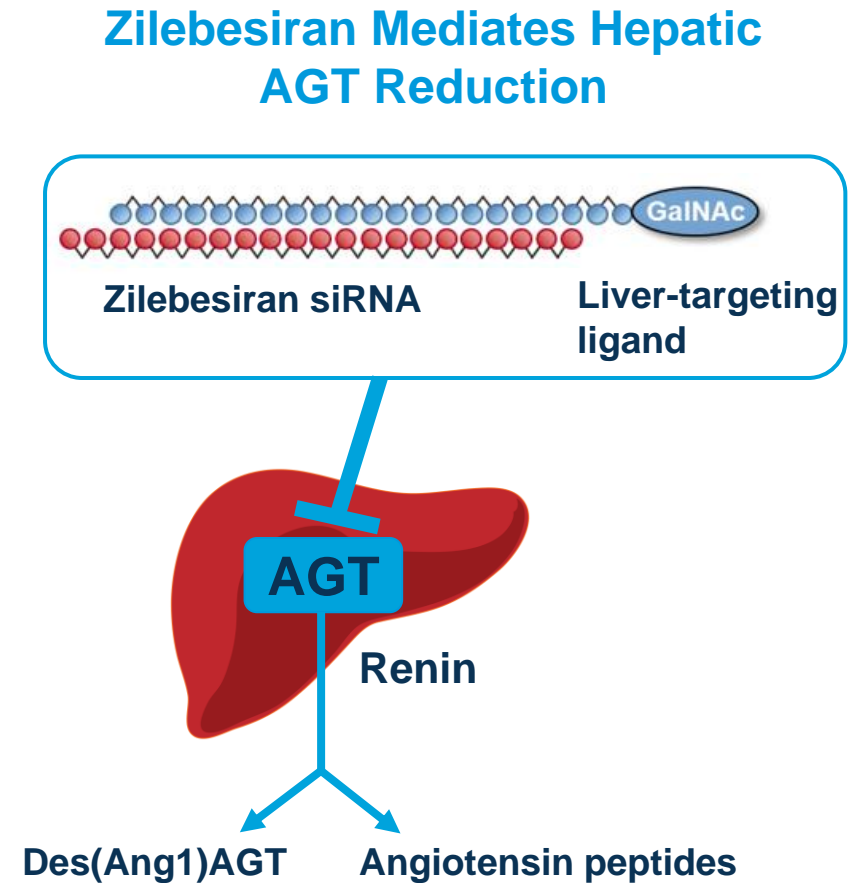 Zilebesiran Mediates Hepatic
AGT Reduction
GalNAc
Zilebesiran siRNA
Liver-targeting
ligand
AGT
Renin
Des(Ang1)AGT
Angiotensin peptides